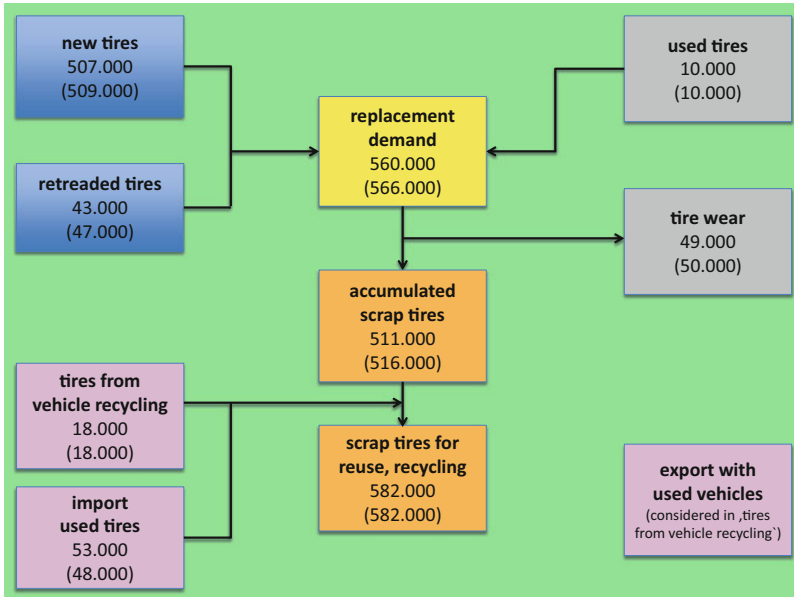 new tires
507.000
(509.000)
used tires
10.000
(10.000)
replacement
demand
560.000
(566.000)
retreaded tires
43.000
(47.000)
tire wear
49.000
(50.000)
accumulated
scrap tires
511.000
(516.000)
tires from
vehicle recycling
18.000
(18.000)
scrap tires for
reuse, recycling
582.000
(582.000)
export with
used vehicles
(considered in ‚tires
from vehicle recycling`)
import
used tires
53.000
(48.000)